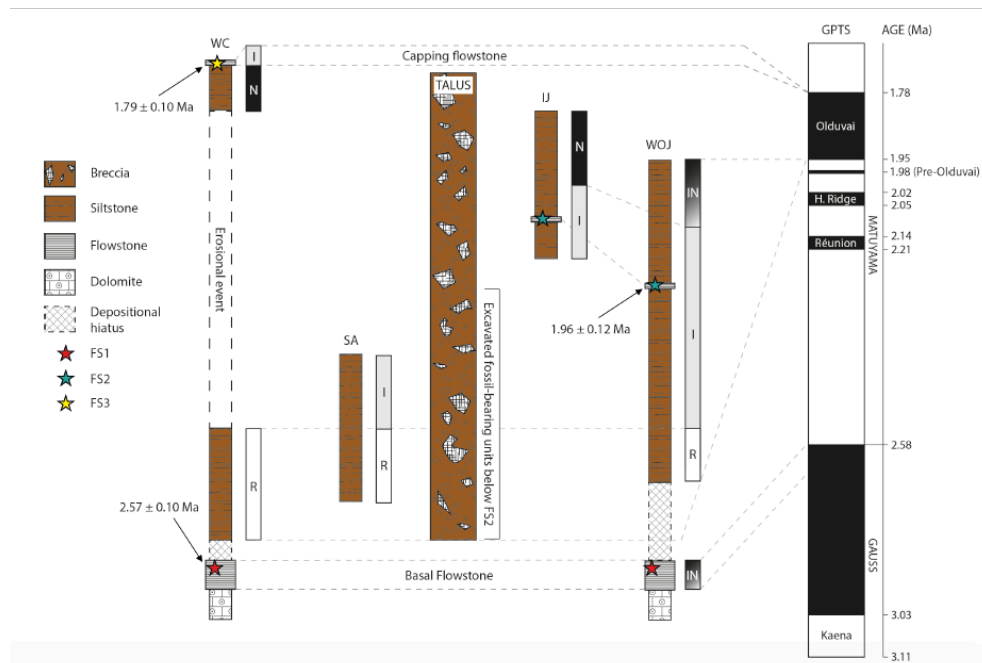 GPTS
AGE (Ma)
WC
I
Capping flowstone
N
TALUS
1.79 ± 0.10 Ma
1.78
IJ
Olduvai
N
WOJ
1.95
1.98 (Pre-Olduvai)
IN
2.02
H. Ridge
2.05
I
2.14
Réunion
2.21
MATUYAMA
Breccia
Siltstone
Flowstone
Dolomite
Depositional
hiatus
FS1
FS2
FS3
Erosional event
1.96 ± 0.12 Ma
Excavated fossil-bearing units below FS2
SA
I
I
R
R
R
2.58
2.57 ± 0.10 Ma
GAUSS
Basal Flowstone
IN
3.03
Kaena
3.11